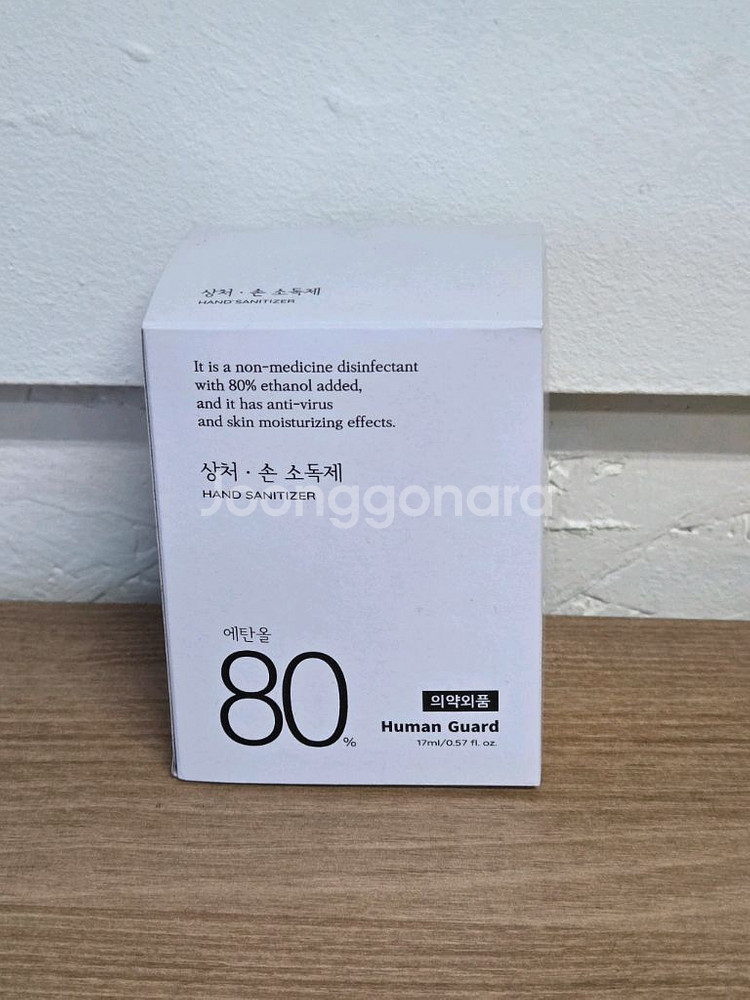 상처 · 손 소독제
HAND SANITIZER
It is a non-medicine disinfectant
with 80% ethanol added,
and it has anti-virus
and skin moisturizing effects.
상처 · 손 소독제
HAND SANITIZER
Joonggonara
에탄올
80%
의약외품
Human Guard
17ml/0.57 fl. oz.